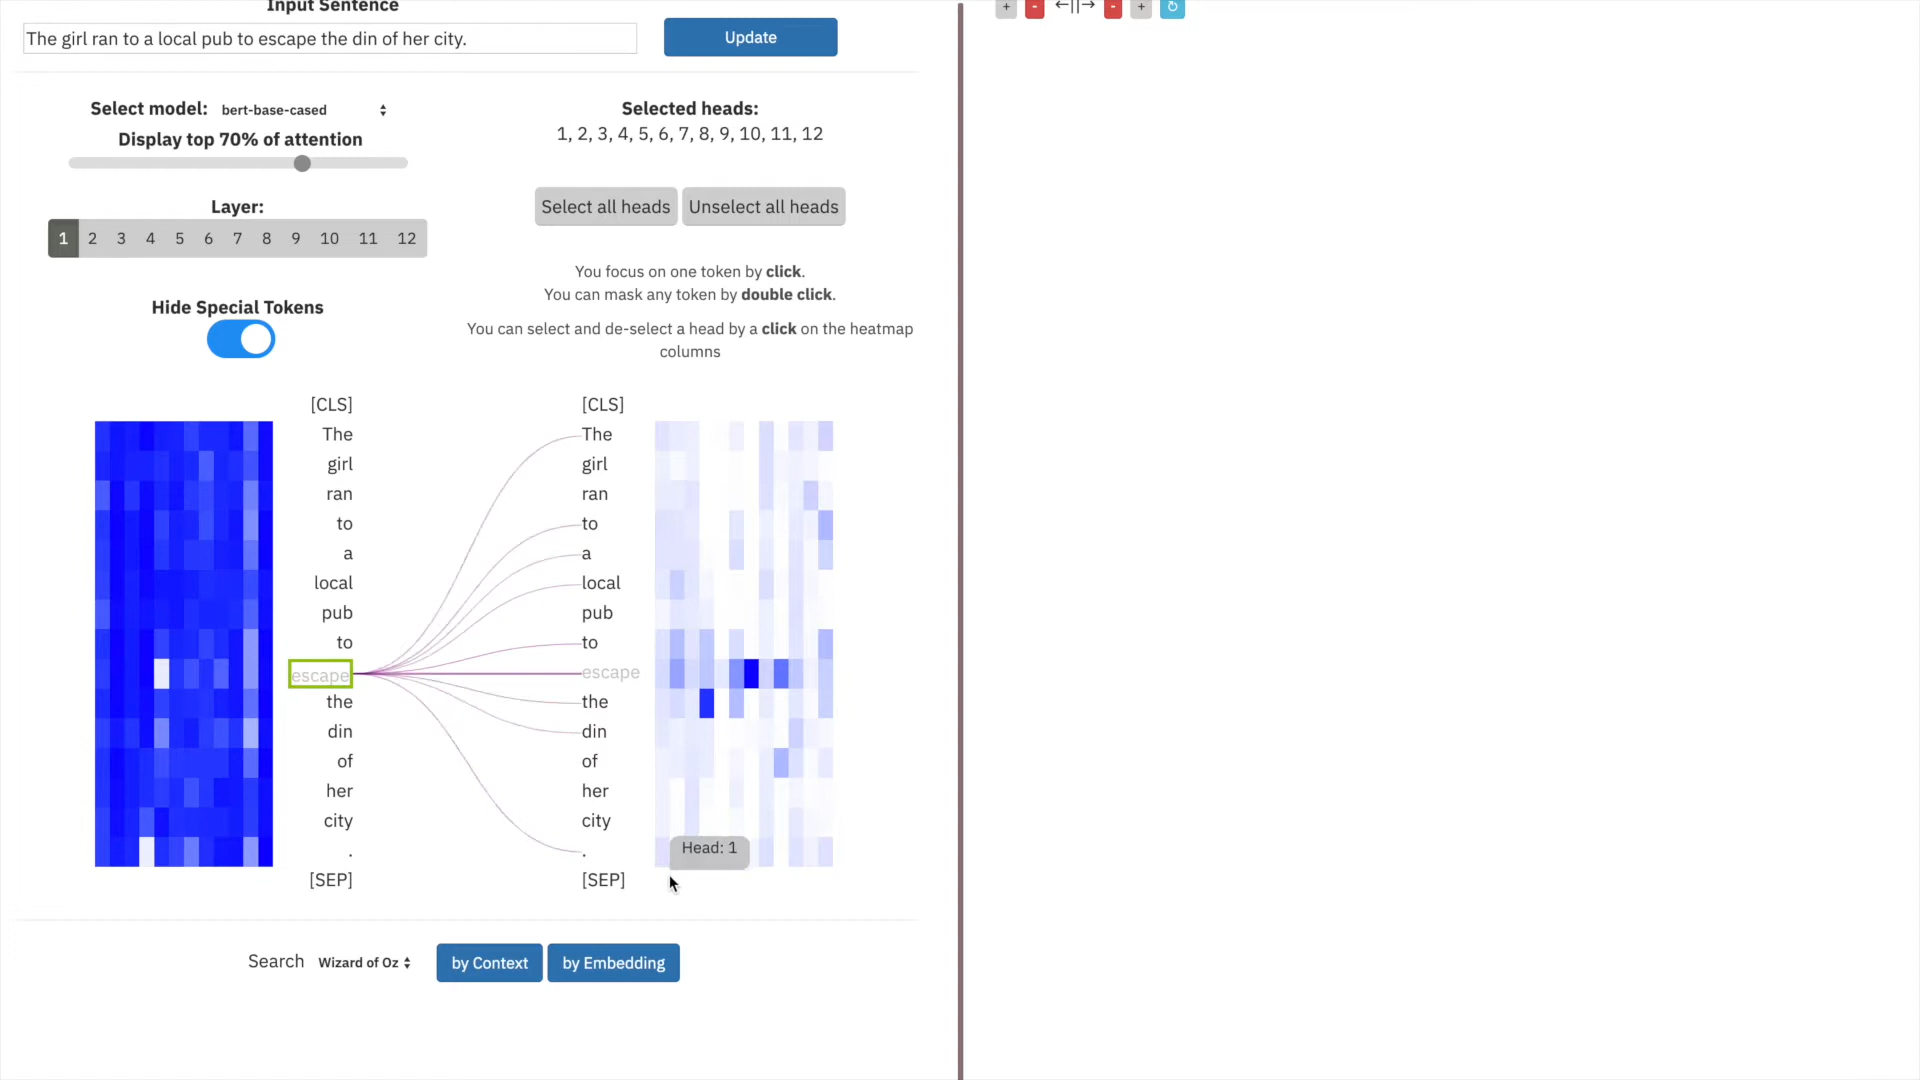 Input Sentence
The girl ran to a local pub to escape the din of her city.
Update
+ - ←||→ - + ↻
Select model: bert-base-cased
Display top 70% of attention
Selected heads:
1, 2, 3, 4, 5, 6, 7, 8, 9, 10, 11, 12
Layer:
1 2 3 4 5 6 7 8 9 10 11 12
Select all heads
Unselect all heads
You focus on one token by click.
You can mask any token by double click.
You can select and de-select a head by a click on the heatmap
columns
Hide Special Tokens
[CLS] [CLS]
The The
girl girl
ran ran
to to
a a
local local
pub pub
to to
escape escape
the the
din din
of of
her her
city city
. .
Head: 1
[SEP] [SEP]
Search Wizard of Oz by Context by Embedding